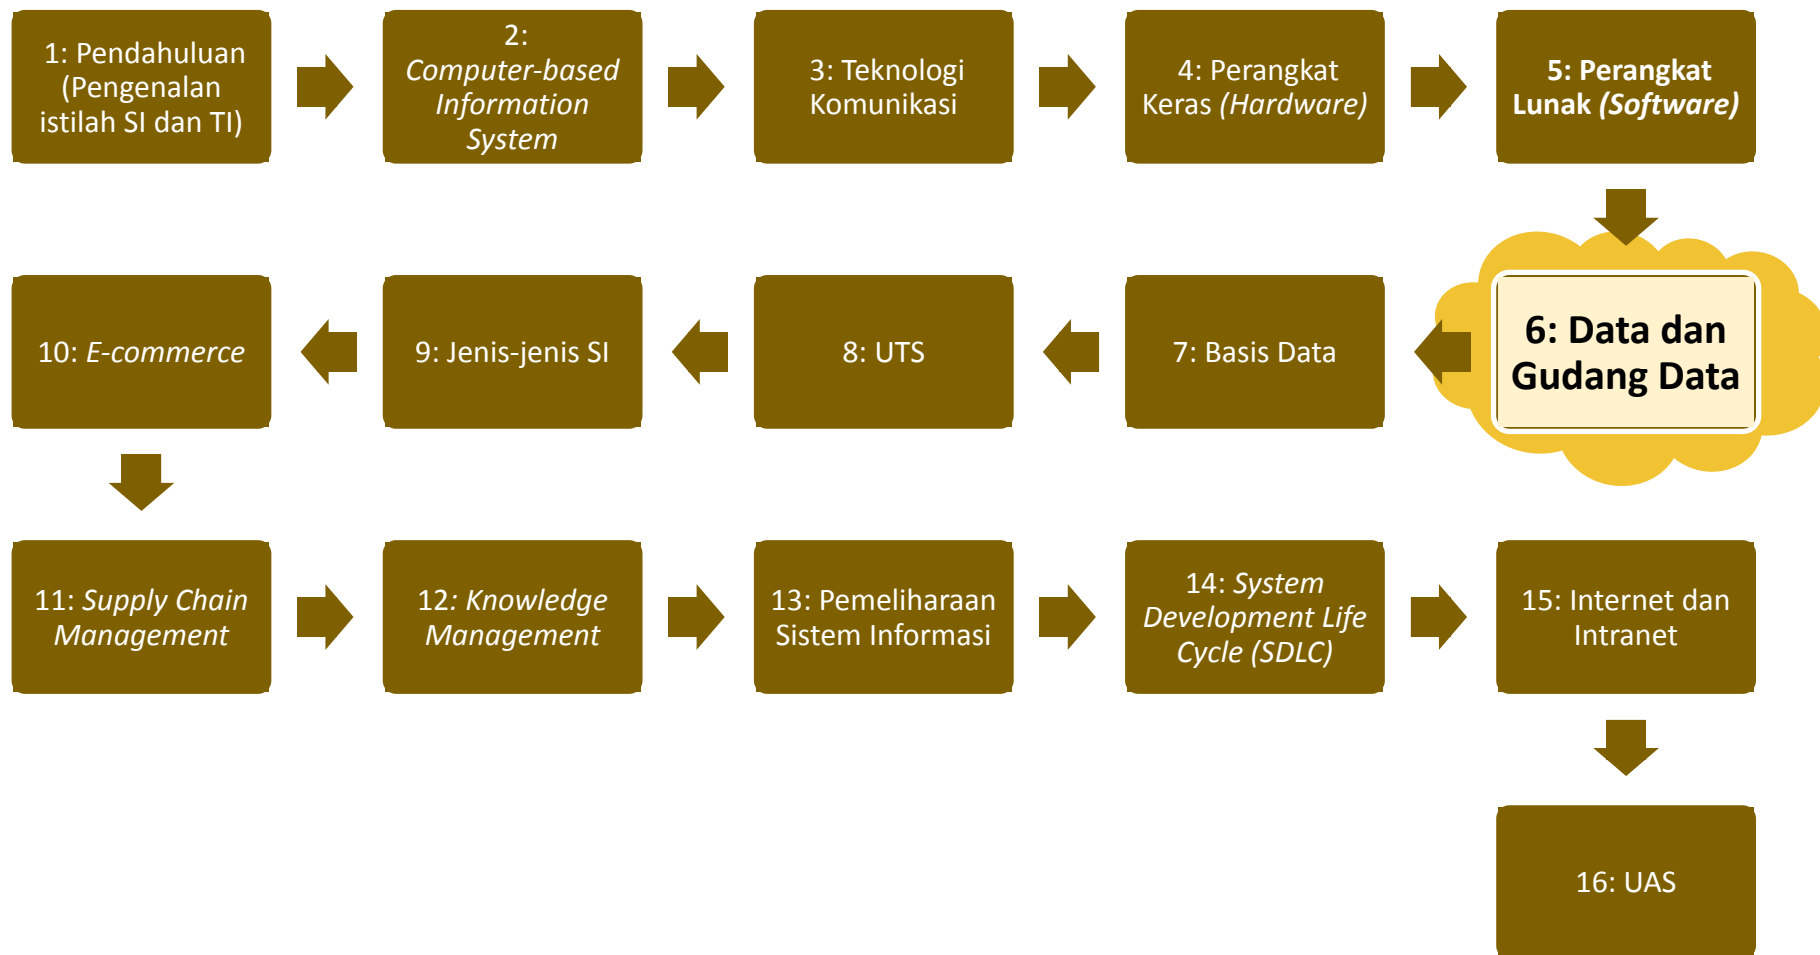 1: Pendahuluan
(Pengenalan
istilah SI dan TI)
2:
Computer-based
Information
System
3: Teknologi
Komunikasi
4: Perangkat
Keras (Hardware)
5: Perangkat
Lunak (Software)
6: Data dan
Gudang Data
7: Basis Data
8: UTS
9: Jenis-jenis SI
10: E-commerce
11: Supply Chain
Management
12: Knowledge
Management
13: Pemeliharaan
Sistem Informasi
14: System
Development Life
Cycle (SDLC)
15: Internet dan
Intranet
16: UAS